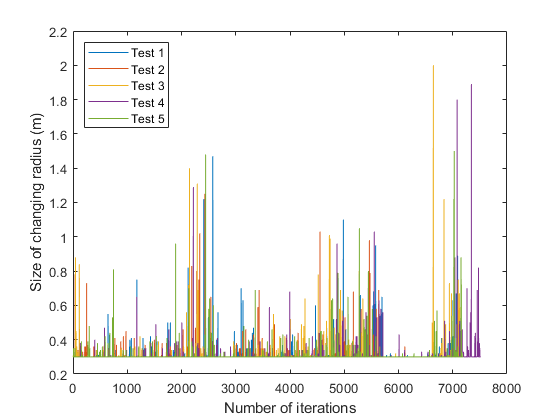 2.2
2
1.8
1.6
1.4
1.2
1
0.8
0.6
0.4
0.2
Size of changing radius (m)
Test 1
Test 2
Test 3
Test 4
Test 5
0 1000 2000 3000 4000 5000 6000 7000 8000
Number of iterations